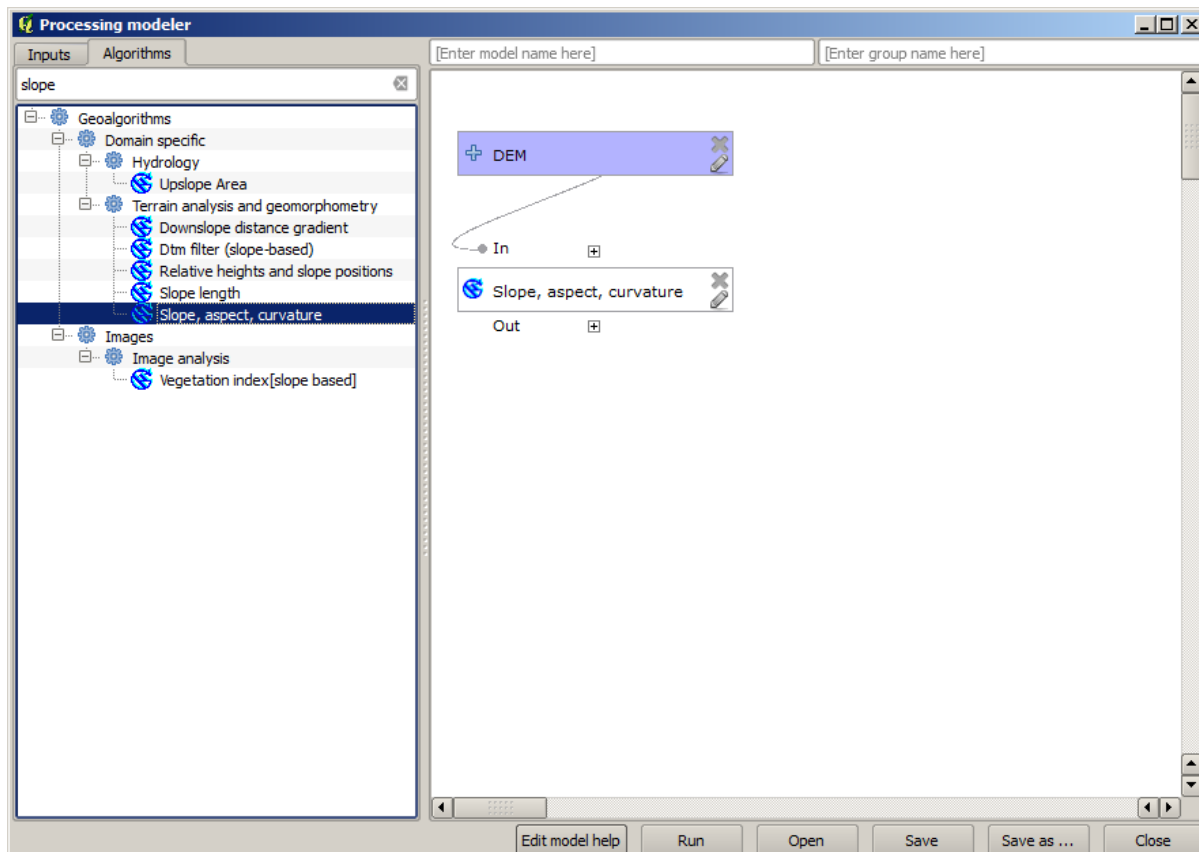 Processing modeler
Inputs
Algorithms
[Enter model name here]
[Enter group name here]
slope
Geoalgorithms
Domain specific
Hydrology
Upslope Area
Terrain analysis and geomorphometry
Downslope distance gradient
Dtm filter (slope-based)
Relative heights and slope positions
Slope length
Slope, aspect, curvature
Images
Image analysis
Vegetation index[slope based]
DEM
In
Slope, aspect, curvature
Out
Edit model help
Run
Open
Save
Save as ...
Close